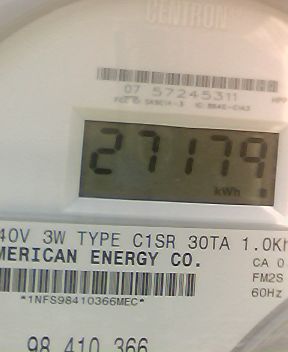 CENTRON
07 57245311
27179
kWh
40V 3W TYPE C1SR 30TA 1.0Kh
MERICAN ENERGY CO.
CA 0
FM2S
60Hz
*1NFS98410366MEC*
98 410 366